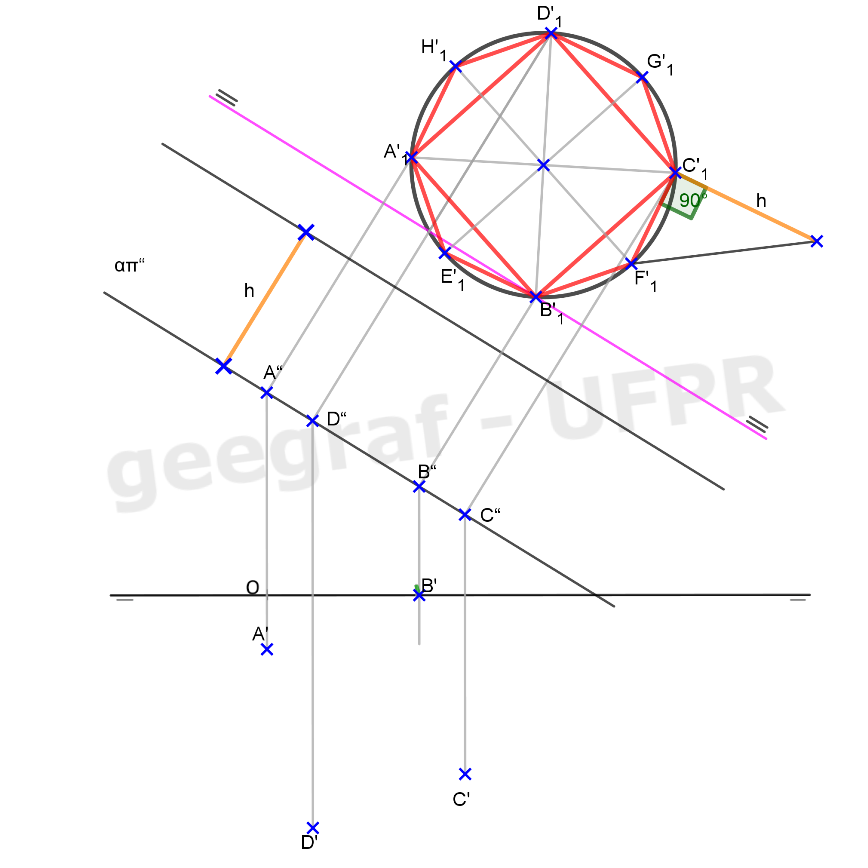 D'1
H'1
G'1
A'1
C'1
90°
h
απ“
E'1
F'1
h
B'1
A“
D“
geegraf - UFPR
B“
C“
O
B'
A'
C'
D'